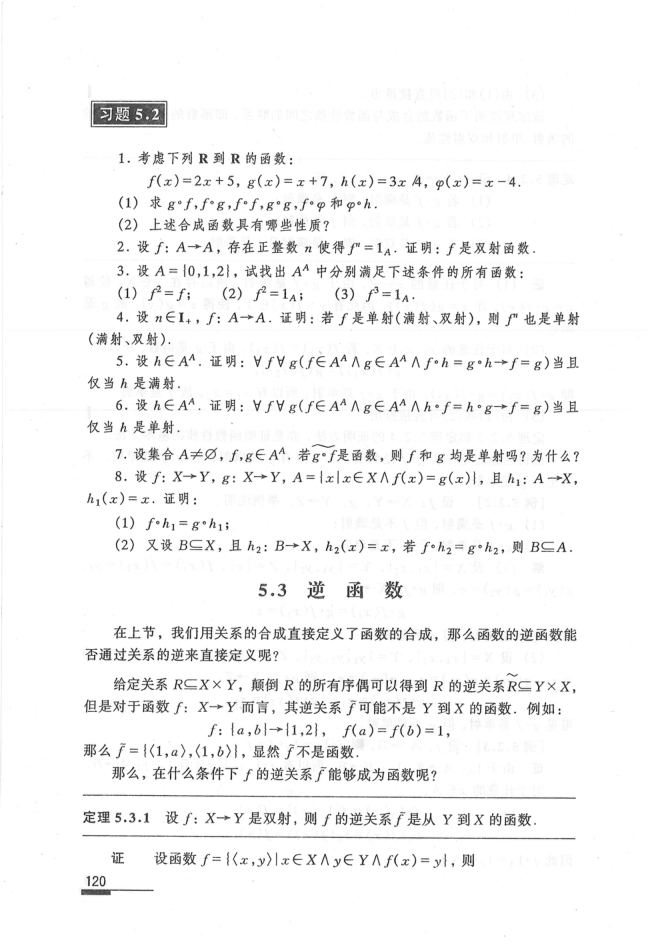 习题 5.2
1. 考虑下列 R 到 R 的函数:
f(x)=2x+5, g(x)=x+7, h(x)=3x/4, φ(x)=x-4.
(1) 求 g∘f,f∘g,f∘f,g∘g,f∘φ 和 φ∘h.
(2) 上述合成函数具有哪些性质?
2. 设 f: A→A, 存在正整数 n 使得 fⁿ=1_A. 证明: f 是双射函数.
3. 设 A={0,1,2}, 试找出 Aᴬ 中分别满足下述条件的所有函数:
(1) f²=f; (2) f²=1_A; (3) f³=1_A.
4. 设 n∈I₊, f: A→A. 证明: 若 f 是单射(满射、双射), 则 fⁿ 也是单射
(满射、双射).
5. 设 h∈Aᴬ. 证明: ∀f∀g(f∈Aᴬ∧g∈Aᴬ∧f∘h=g∘h→f=g)当且
仅当 h 是满射.
6. 设 h∈Aᴬ. 证明: ∀f∀g(f∈Aᴬ∧g∈Aᴬ∧h∘f=h∘g→f=g)当且
仅当 h 是单射.
7. 设集合 A≠∅, f,g∈Aᴬ. 若 g͠∘f 是函数, 则 f 和 g 均是单射吗? 为什么?
8. 设 f: X→Y, g: X→Y, A={x|x∈X∧f(x)=g(x)}, 且 h₁: A→X,
h₁(x)=x. 证明:
(1) f∘h₁=g∘h₁;
(2) 又设 B⊆X, 且 h₂: B→X, h₂(x)=x, 若 f∘h₂=g∘h₂, 则 B⊆A.
5.3 逆函数
在上节, 我们用关系的合成直接定义了函数的合成, 那么函数的逆函数能
否通过关系的逆来直接定义呢?
给定关系 R⊆X×Y, 颠倒 R 的所有序偶可以得到 R 的逆关系 R̃⊆Y×X,
但是对于函数 f: X→Y 而言, 其逆关系 f̃ 可能不是 Y 到 X 的函数. 例如:
f: {a,b}→{1,2}, f(a)=f(b)=1,
那么 f̃={⟨1,a⟩,⟨1,b⟩}, 显然 f̃ 不是函数.
那么, 在什么条件下 f 的逆关系 f̃ 能够成为函数呢?
定理 5.3.1 设 f: X→Y 是双射, 则 f 的逆关系 f̃ 是从 Y 到 X 的函数.
证 设函数 f={⟨x,y⟩|x∈X∧y∈Y∧f(x)=y}, 则
120